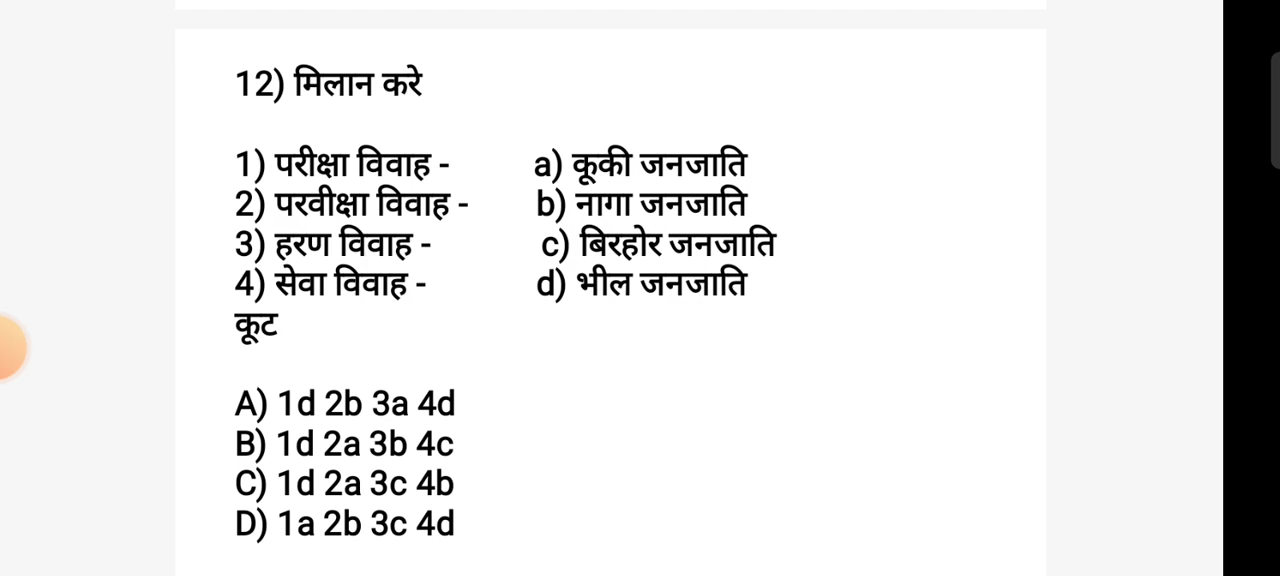 12) मिलान करे
1) परीक्षा विवाह - a) कूकी जनजाति
2) परवीक्षा विवाह - b) नागा जनजाति
3) हरण विवाह - c) बिरहोर जनजाति
4) सेवा विवाह - d) भील जनजाति
कूट
A) 1d 2b 3a 4d
B) 1d 2a 3b 4c
C) 1d 2a 3c 4b
D) 1a 2b 3c 4d